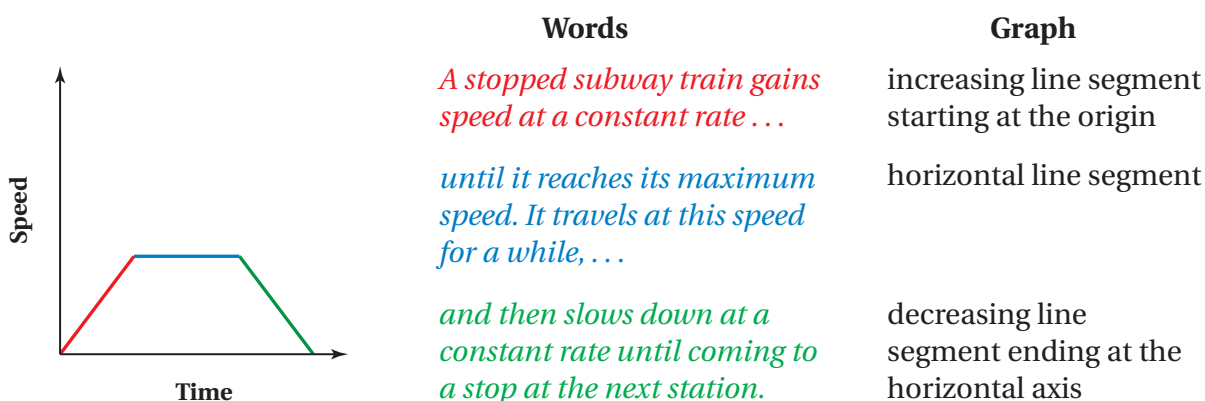 Speed
Time
Words
A stopped subway train gains
speed at a constant rate . . .
until it reaches its maximum
speed. It travels at this speed
for a while, . . .
and then slows down at a
constant rate until coming to
a stop at the next station.
Graph
increasing line segment
starting at the origin
horizontal line segment
decreasing line
segment ending at the
horizontal axis